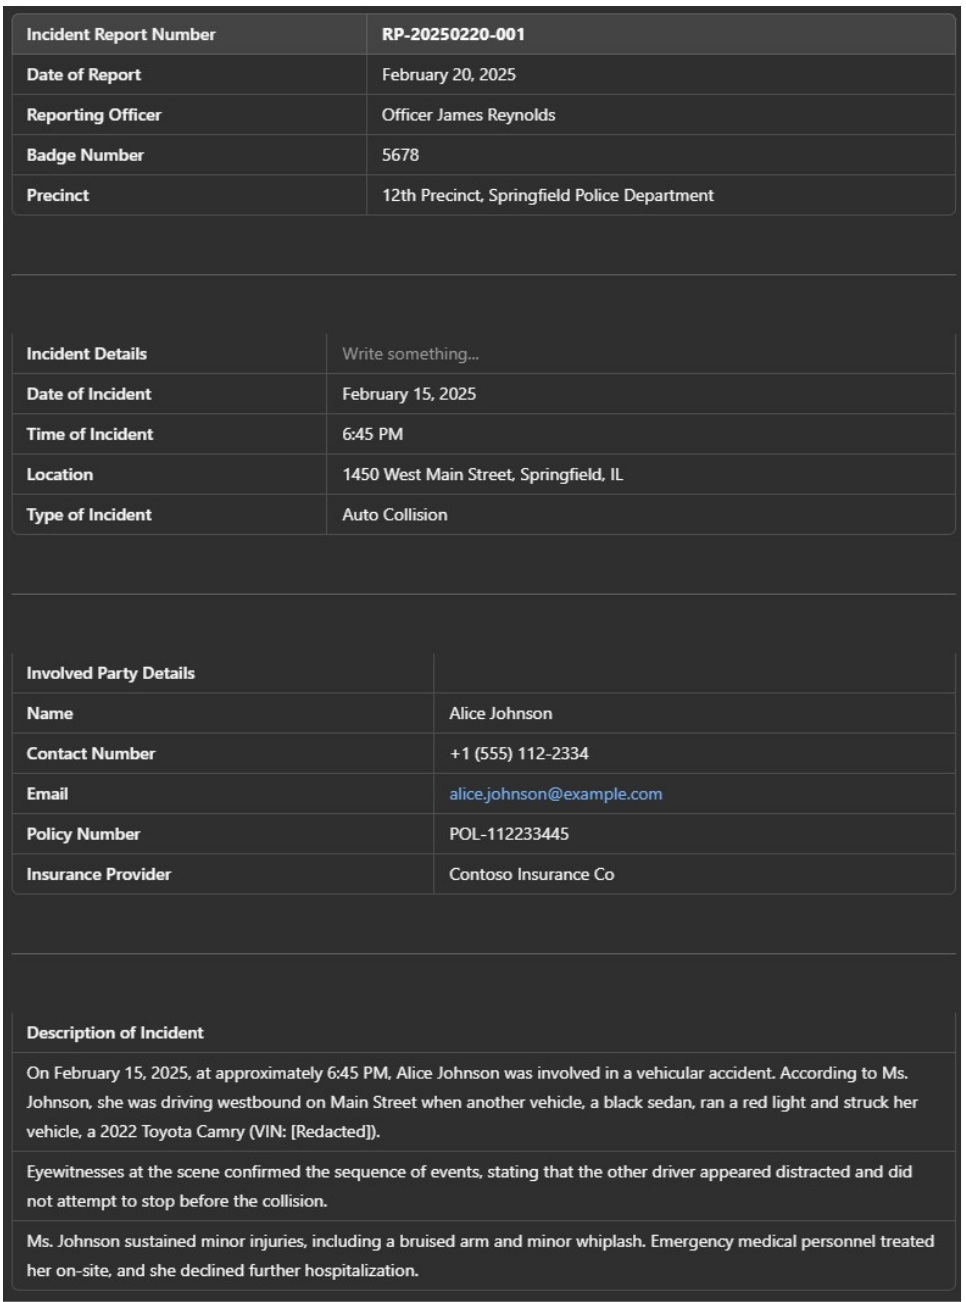 Incident Report Number RP-20250220-001
Date of Report February 20, 2025
Reporting Officer Officer James Reynolds
Badge Number 5678
Precinct 12th Precinct, Springfield Police Department
Incident Details Write something...
Date of Incident February 15, 2025
Time of Incident 6:45 PM
Location 1450 West Main Street, Springfield, IL
Type of Incident Auto Collision
Involved Party Details
Name Alice Johnson
Contact Number +1 (555) 112-2334
Email alice.johnson@example.com
Policy Number POL-112233445
Insurance Provider Contoso Insurance Co
Description of Incident
On February 15, 2025, at approximately 6:45 PM, Alice Johnson was involved in a vehicular accident. According to Ms.
Johnson, she was driving westbound on Main Street when another vehicle, a black sedan, ran a red light and struck her
vehicle, a 2022 Toyota Camry (VIN: [Redacted]).
Eyewitnesses at the scene confirmed the sequence of events, stating that the other driver appeared distracted and did
not attempt to stop before the collision.
Ms. Johnson sustained minor injuries, including a bruised arm and minor whiplash. Emergency medical personnel treated
her on-site, and she declined further hospitalization.